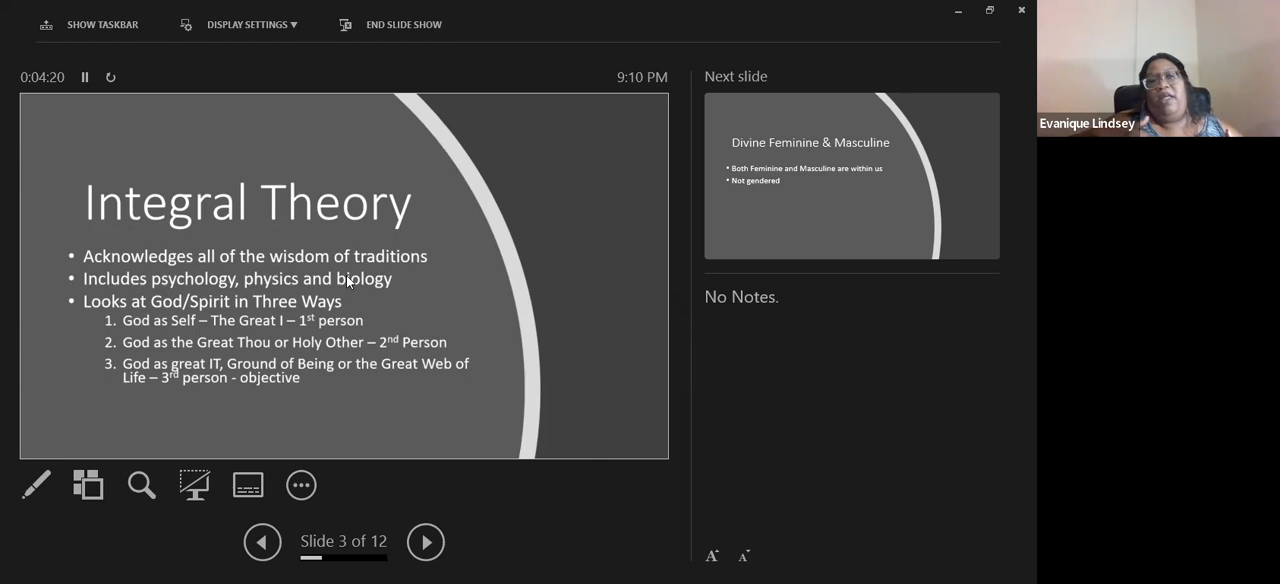 SHOW TASKBAR
DISPLAY SETTINGS ▼
END SLIDE SHOW
0:04:20
9:10 PM
Integral Theory
• Acknowledges all of the wisdom of traditions
• Includes psychology, physics and biology
• Looks at God/Spirit in Three Ways
1. God as Self – The Great I – 1st person
2. God as the Great Thou or Holy Other – 2nd Person
3. God as great IT, Ground of Being or the Great Web of
Life – 3rd person - objective
Slide 3 of 12
Next slide
Divine Feminine & Masculine
• Both Feminine and Masculine are within us
• Not gendered
No Notes.
A A
Evanique Lindsey